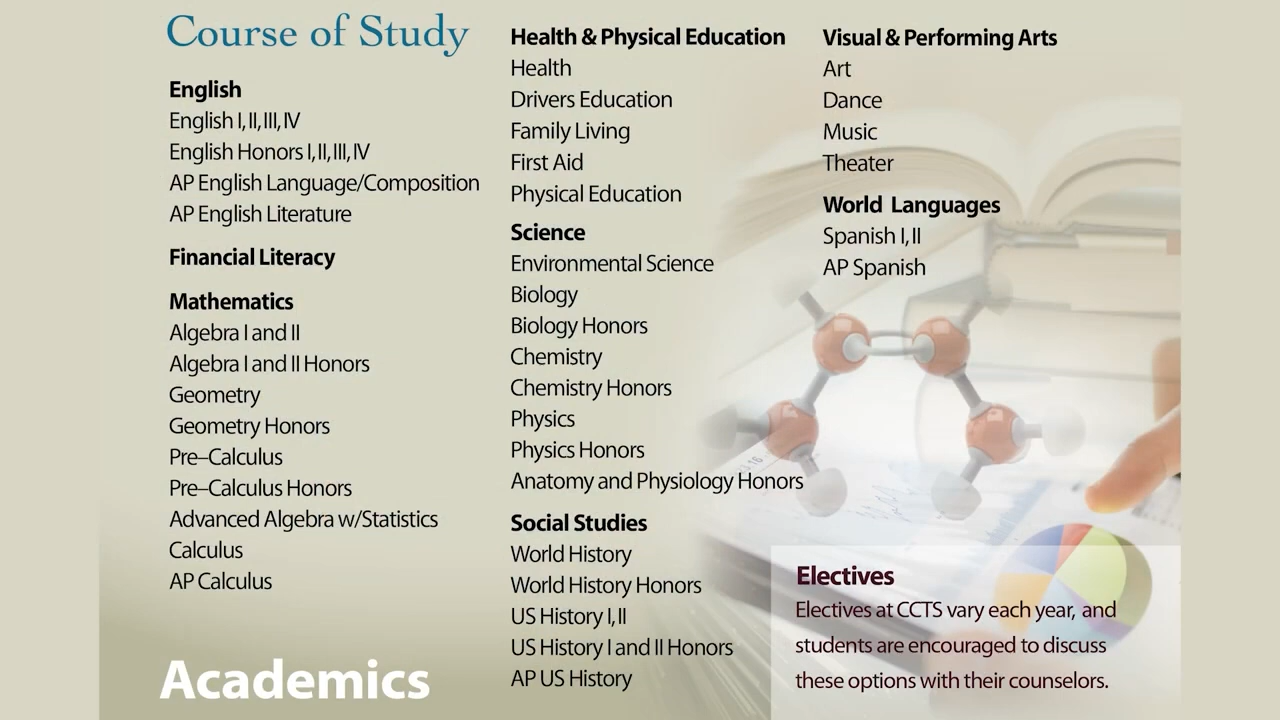 Course of Study
English
English I, II, III, IV
English Honors I, II, III, IV
AP English Language/Composition
AP English Literature
Financial Literacy
Mathematics
Algebra I and II
Algebra I and II Honors
Geometry
Geometry Honors
Pre–Calculus
Pre–Calculus Honors
Advanced Algebra w/Statistics
Calculus
AP Calculus
Academics
Health & Physical Education
Health
Drivers Education
Family Living
First Aid
Physical Education
Science
Environmental Science
Biology
Biology Honors
Chemistry
Chemistry Honors
Physics
Physics Honors
Anatomy and Physiology Honors
Social Studies
World History
World History Honors
US History I, II
US History I and II Honors
AP US History
Visual & Performing Arts
Art
Dance
Music
Theater
World Languages
Spanish I, II
AP Spanish
Electives
Electives at CCTS vary each year, and
students are encouraged to discuss
these options with their counselors.